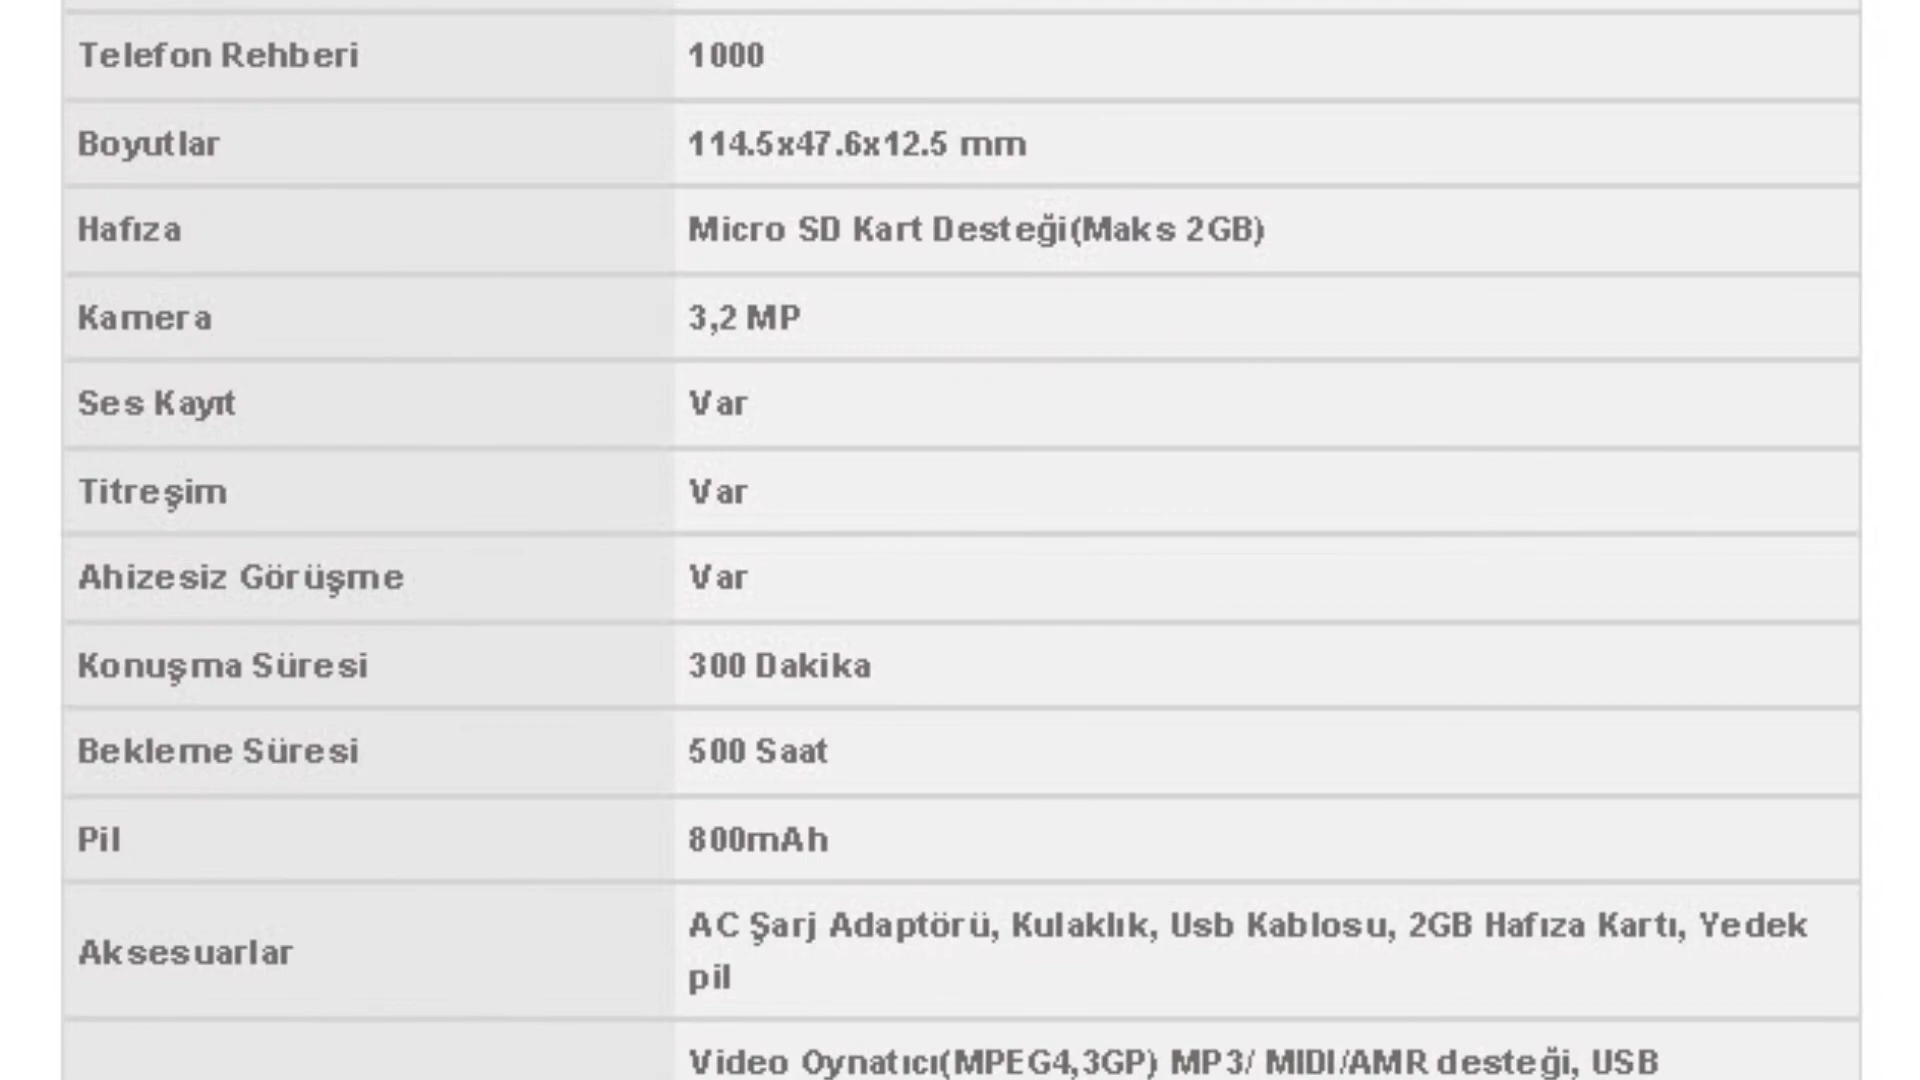 Telefon Rehberi 1000
Boyutlar 114.5x47.6x12.5 mm
Hafıza Micro SD Kart Desteği(Maks 2GB)
Kamera 3,2 MP
Ses Kayıt Var
Titreşim Var
Ahizesiz Görüşme Var
Konuşma Süresi 300 Dakika
Bekleme Süresi 500 Saat
Pil 800mAh
Aksesuarlar AC Şarj Adaptörü, Kulaklık, Usb Kablosu, 2GB Hafıza Kartı, Yedek
pil
Video Oynatıcı(MPEG4,3GP) MP3/ MIDI/AMR desteği, USB